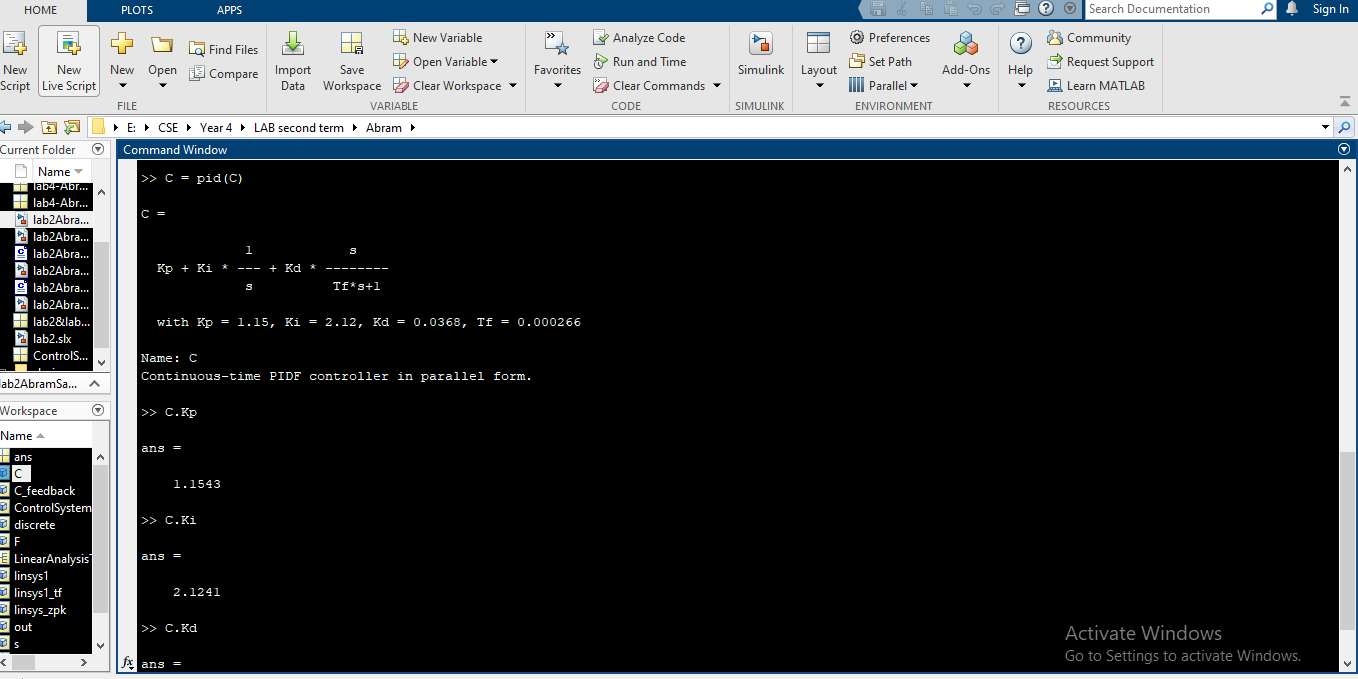 HOME PLOTS APPS Search Documentation Sign In
New Script
New Live Script
New
Open
Find Files
Compare
Import Data
Save Workspace
New Variable
Open Variable
Clear Workspace
Favorites
Analyze Code
Run and Time
Clear Commands
Simulink
Layout
Preferences
Set Path
Parallel
Add-Ons
Help
Community
Request Support
Learn MATLAB
FILE VARIABLE CODE SIMULINK ENVIRONMENT RESOURCES
E: CSE Year 4 LAB second term Abram
Current Folder
Name
lab4-Abr...
lab4-Abr...
lab2Abra...
lab2Abra...
lab2Abra...
lab2Abra...
lab2Abra...
lab2Abra...
lab2&lab...
lab2.slx
ControlS...
lab2AbramSa...
Workspace
Name
ans
C
C_feedback
ControlSystem
discrete
F
LinearAnalysis
linsys1
linsys1_tf
linsys_zpk
out
s
Command Window
>> C = pid(C)
C =
1 s
Kp + Ki * --- + Kd * --------
s Tf*s+1
with Kp = 1.15, Ki = 2.12, Kd = 0.0368, Tf = 0.000266
Name: C
Continuous-time PIDF controller in parallel form.
>> C.Kp
ans =
1.1543
>> C.Ki
ans =
2.1241
>> C.Kd
fx ans =
Activate Windows
Go to Settings to activate Windows.